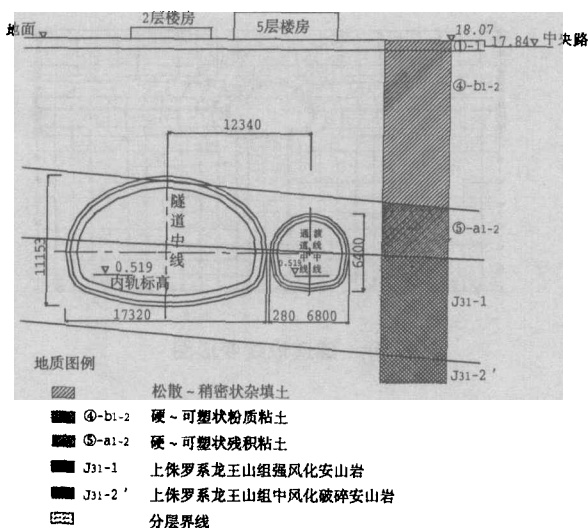 2层楼房
5层楼房
地面
18.07
①-1
17.84
中央路
④-b1-2
12340
⑤-a1-2
隧道中线
渡线中线
通道中线
11153
6400
0.519
0.519
内轨标高
J31-1
17320
280
6800
地质图例
J31-2'
松散~稍密状杂填土
④-b1-2 硬~可塑状粉质粘土
⑤-a1-2 硬~可塑状残积粘土
J31-1 上侏罗系龙王山组强风化安山岩
J31-2' 上侏罗系龙王山组中风化破碎安山岩
分层界线